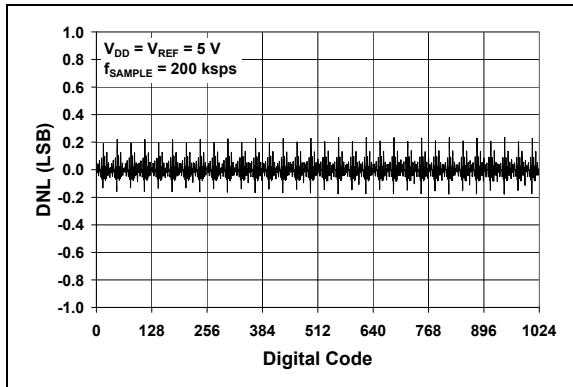 V_DD = V_REF = 5 V
f_SAMPLE = 200 ksps
DNL (LSB)
1.0
0.8
0.6
0.4
0.2
0.0
-0.2
-0.4
-0.6
-0.8
-1.0
0 128 256 384 512 640 768 896 1024
Digital Code